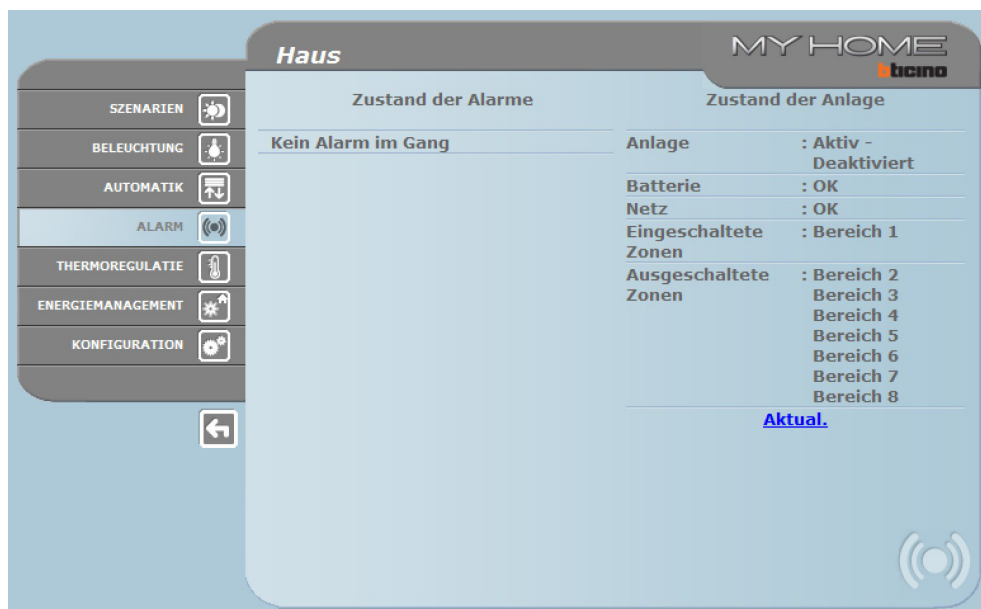 Haus
MY HOME
bticino
SZENARIEN
BELEUCHTUNG
AUTOMATIK
ALARM
THERMOREGULATIE
ENERGIEMANAGEMENT
KONFIGURATION
Zustand der Alarme
Kein Alarm im Gang
Zustand der Anlage
Anlage : Aktiv -
Deaktiviert
Batterie : OK
Netz : OK
Eingeschaltete : Bereich 1
Zonen
Ausgeschaltete : Bereich 2
Zonen Bereich 3
Bereich 4
Bereich 5
Bereich 6
Bereich 7
Bereich 8
Aktual.